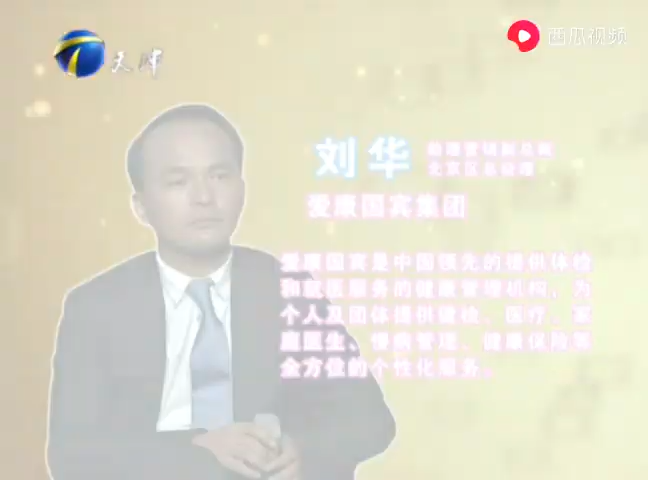 天津
西瓜视频
刘华
助理营销副总裁
北京区总经理
爱康国宾集团
爱康国宾是中国领先的提供体检
和就医服务的健康管理机构，为
个人及团体提供健检、医疗、家
庭医生、慢病管理、健康保险等
全方位的个性化服务。